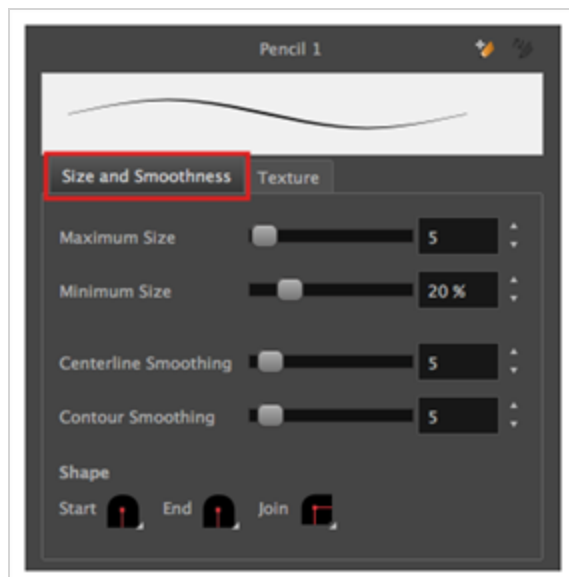 Pencil 1
Size and Smoothness Texture
Maximum Size 5
Minimum Size 20 %
Centerline Smoothing 5
Contour Smoothing 5
Shape
Start End Join